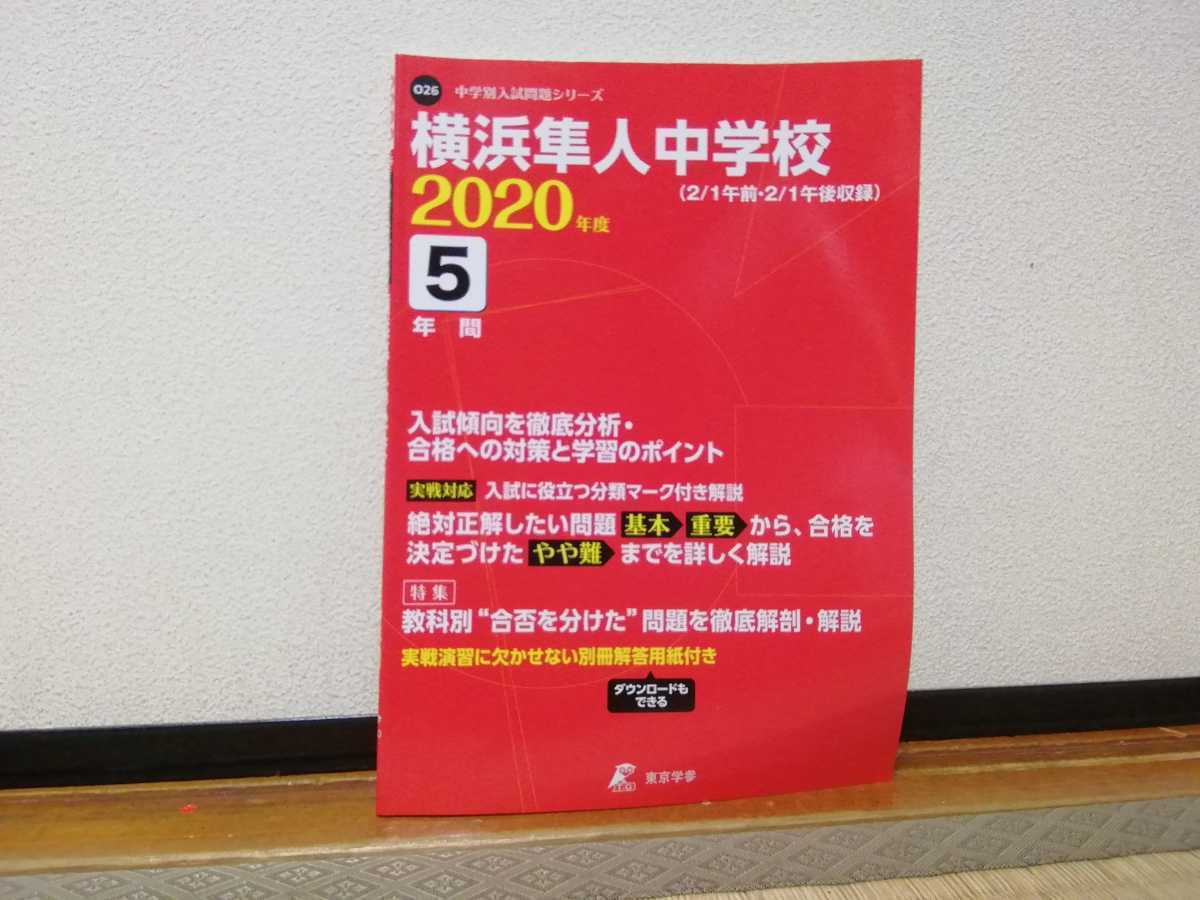 026 中学別入試問題シリーズ
横浜隼人中学校
(2/1午前・2/1午後収録)
2020年度
5
年間
入試傾向を徹底分析・
合格への対策と学習のポイント
実戦対応 入試に役立つ分類マーク付き解説
絶対正解したい問題 基本 重要 から、合格を
決定づけた やや難 までを詳しく解説
特集
教科別“合否を分けた”問題を徹底解剖・解説
実戦演習に欠かせない別冊解答用紙付き
ダウンロードも
できる
東京学参